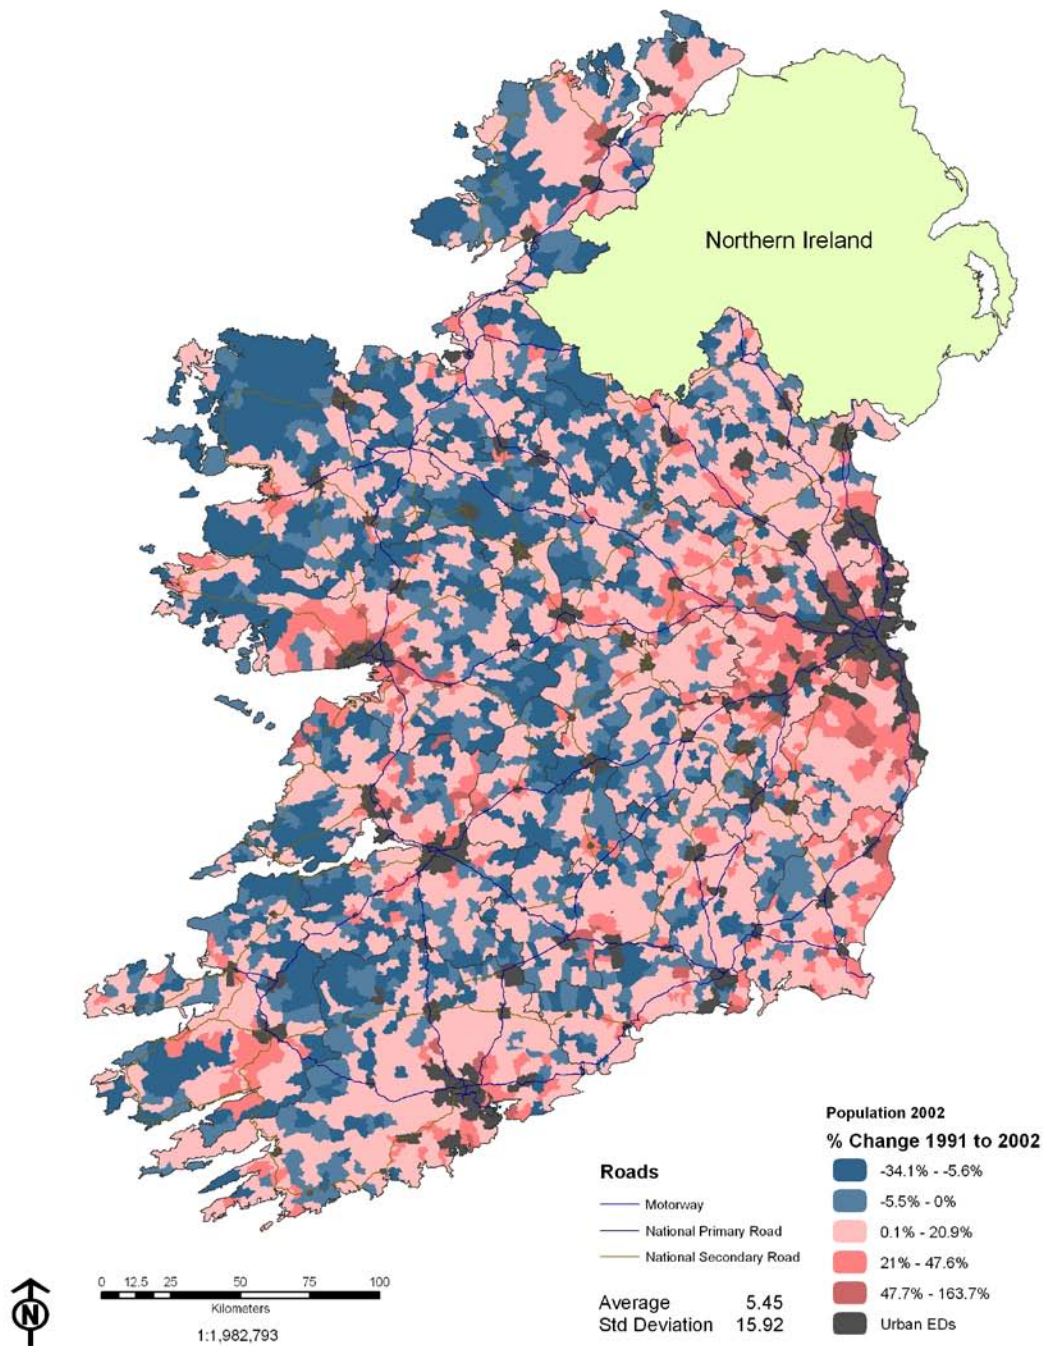 Northern Ireland
Population 2002
% Change 1991 to 2002
-34.1% - -5.6%
-5.5% - 0%
0.1% - 20.9%
21% - 47.6%
47.7% - 163.7%
Urban EDs
Roads
Motorway
National Primary Road
National Secondary Road
Average 5.45
Std Deviation 15.92
0 12.5 25 50 75 100
Kilometers
1:1,982,793
N